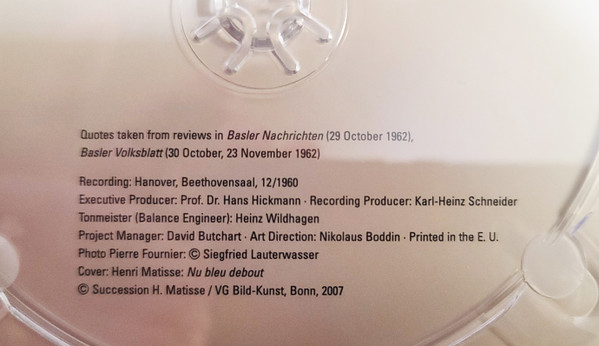 Quotes taken from reviews in Basler Nachrichten (29 October 1962),
Basler Volksblatt (30 October, 23 November 1962)
Recording: Hanover, Beethovensaal, 12/1960
Executive Producer: Prof. Dr. Hans Hickmann · Recording Producer: Karl-Heinz Schneider
Tonmeister (Balance Engineer): Heinz Wildhagen
Project Manager: David Butchart · Art Direction: Nikolaus Boddin · Printed in the E. U.
Photo Pierre Fournier: © Siegfried Lauterwasser
Cover: Henri Matisse: Nu bleu debout
© Succession H. Matisse / VG Bild-Kunst, Bonn, 2007